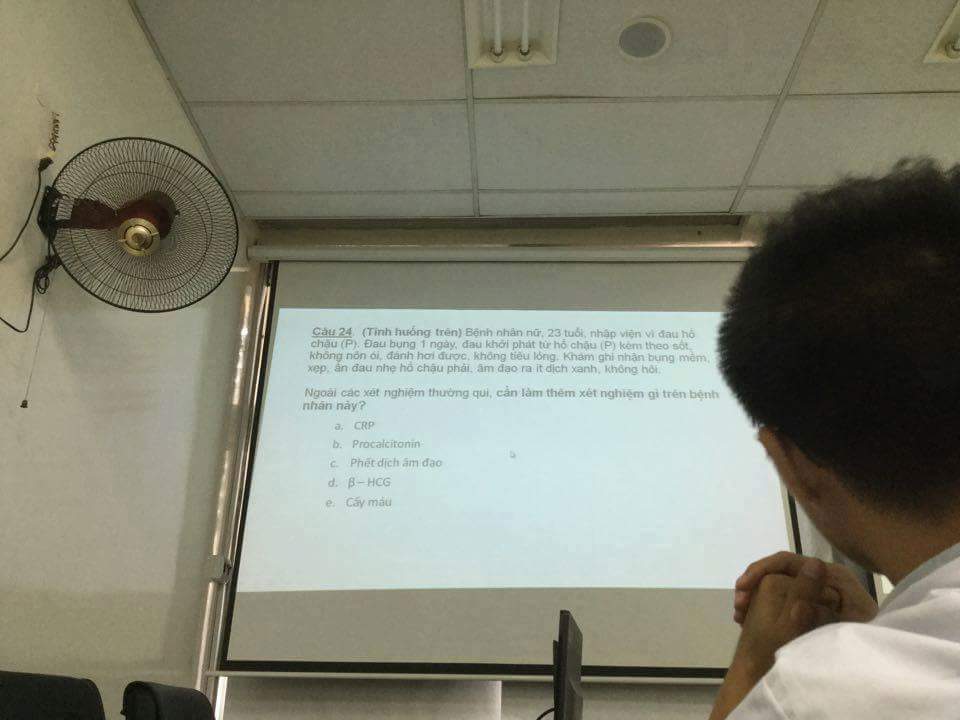 Câu 24. (Tình huống trên) Bệnh nhân nữ, 23 tuổi, nhập viện vì đau hố
chậu (P). Đau bụng 1 ngày, đau khởi phát từ hố chậu (P) kèm theo sốt,
không nôn ói, đánh hơi được, không tiêu lỏng. Khám ghi nhận bụng mềm,
xẹp, ấn đau nhẹ hố chậu phải, âm đạo ra ít dịch xanh, không hôi.
Ngoài các xét nghiệm thường qui, cần làm thêm xét nghiệm gì trên bệnh
nhân này?
a. CRP
b. Procalcitonin
c. Phết dịch âm đạo
d. β – HCG
e. Cấy máu